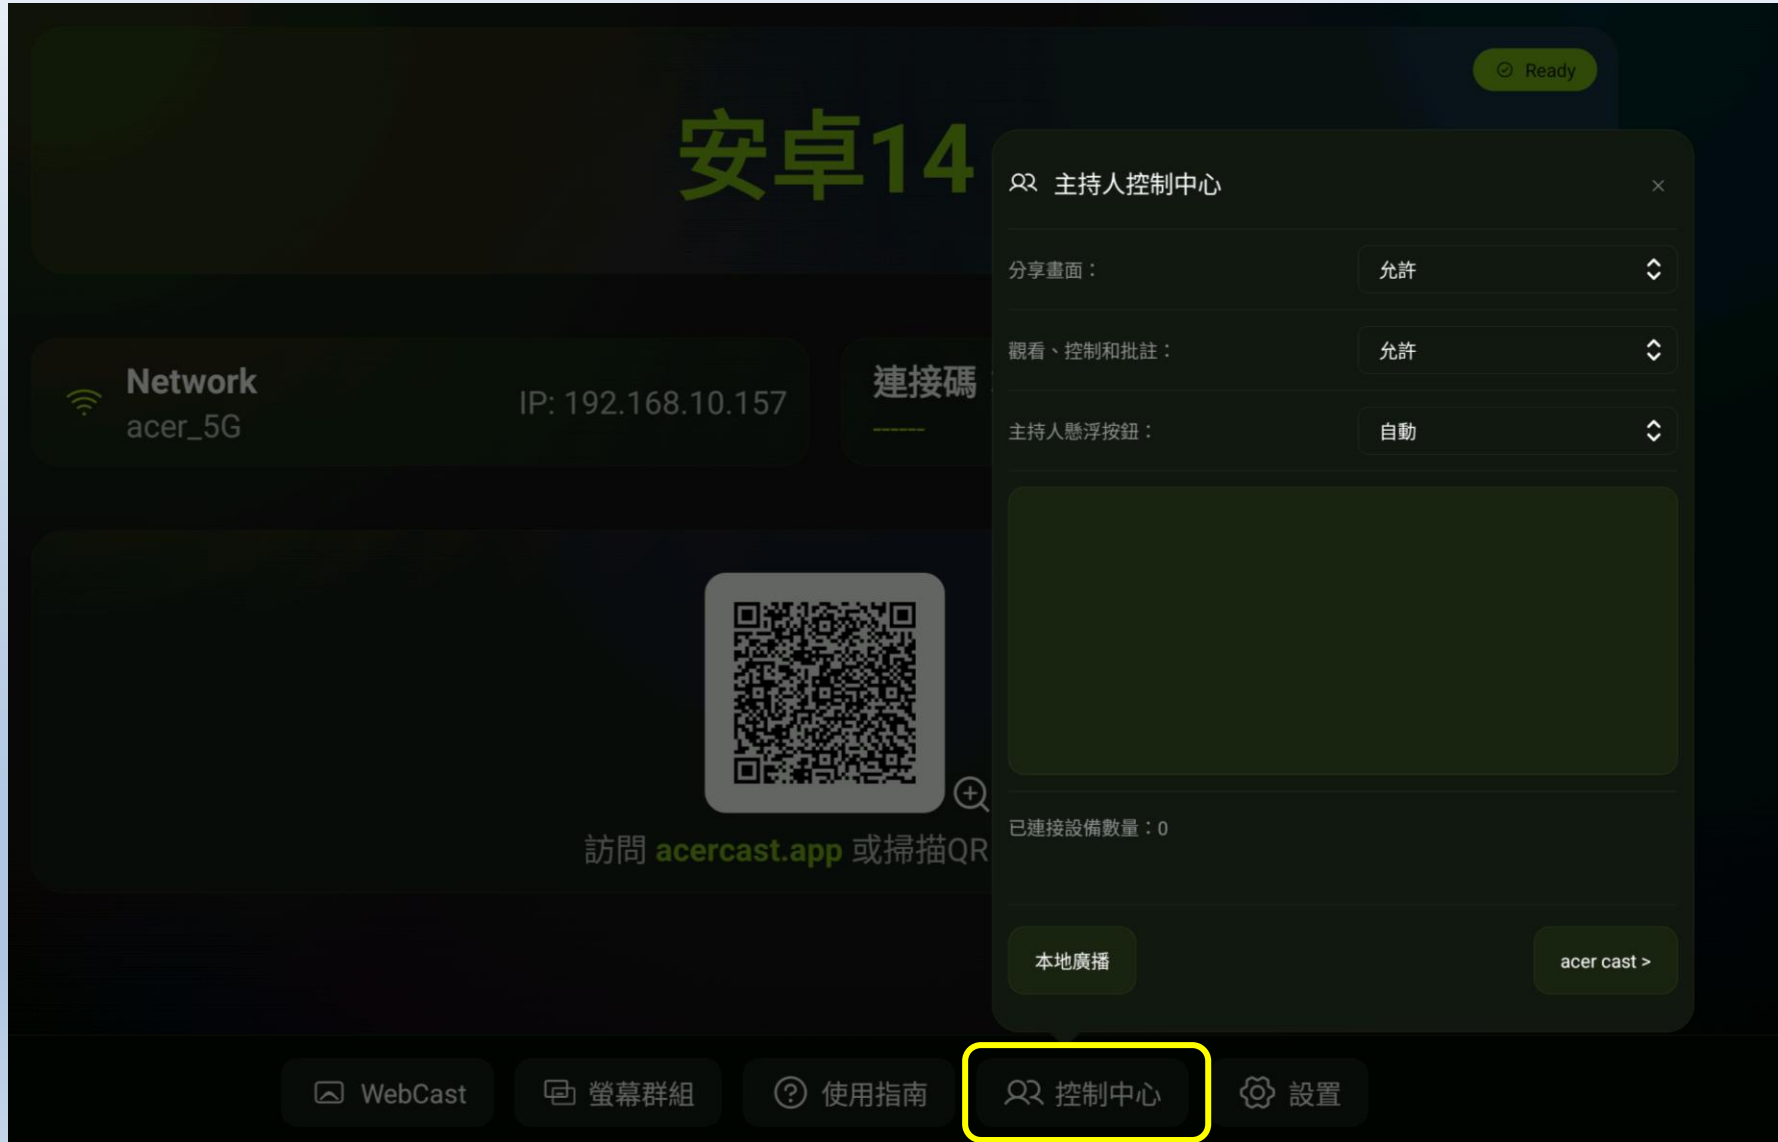 Ready
安卓14
主持人控制中心
分享畫面：
允許
觀看、控制和批註：
允許
主持人懸浮按鈕：
自動
Network
acer_5G
IP: 192.168.10.157
連接碼：
------
訪問 acercast.app 或掃描QR
已連接設備數量：0
本地廣播
acer cast >
WebCast
螢幕群組
使用指南
控制中心
設置